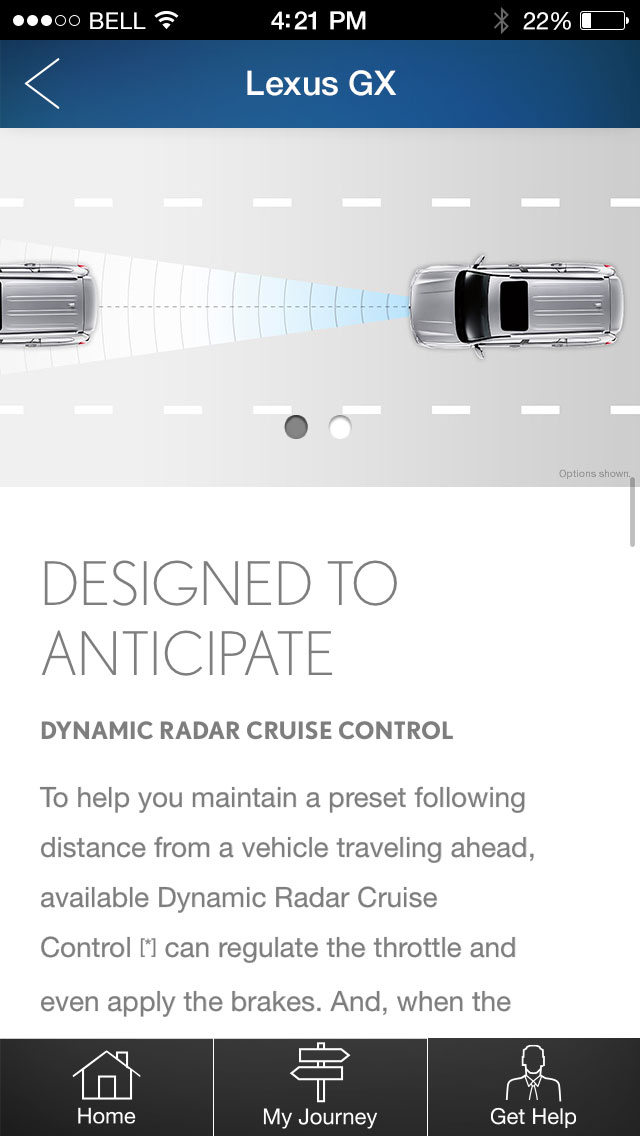 BELL 4:21 PM 22%
Lexus GX
Options shown.
DESIGNED TO
ANTICIPATE
DYNAMIC RADAR CRUISE CONTROL
To help you maintain a preset following
distance from a vehicle traveling ahead,
available Dynamic Radar Cruise
Control [*] can regulate the throttle and
even apply the brakes. And, when the
Home My Journey Get Help